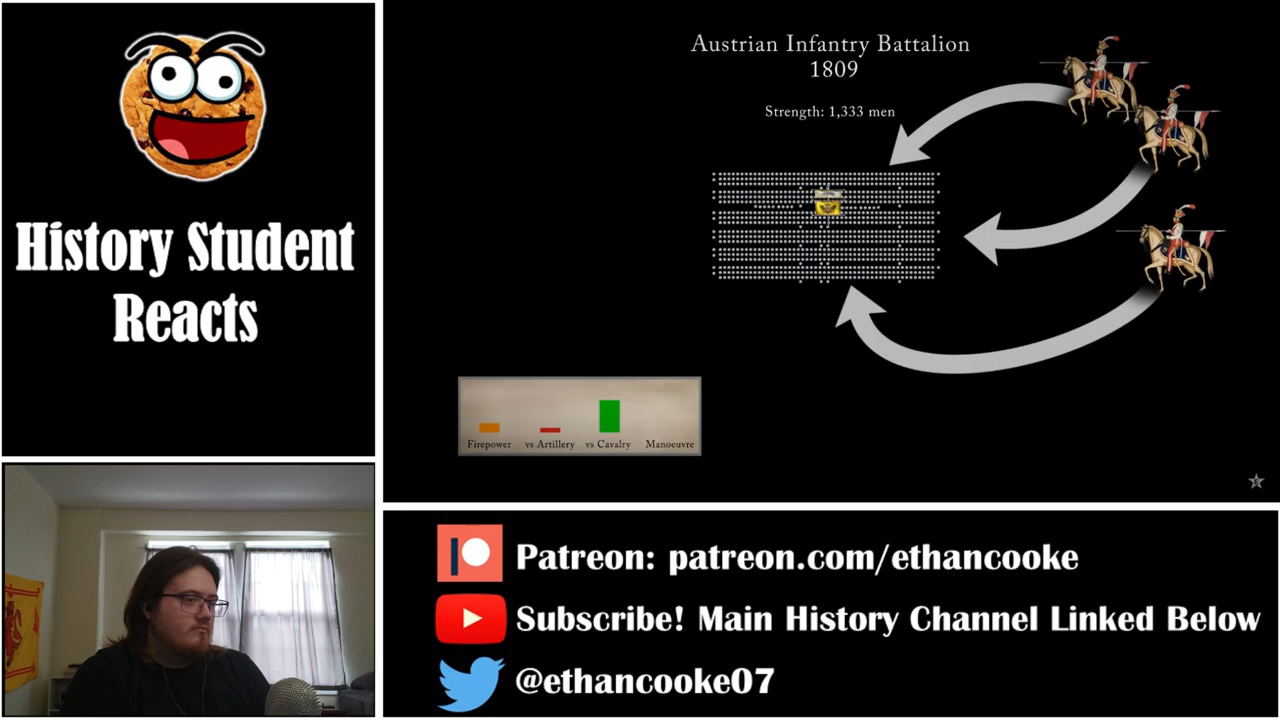 History Student
Reacts
Austrian Infantry Battalion
1809
Strength: 1,333 men
Firepower
vs Artillery
vs Cavalry
Manoeuvre
Patreon: patreon.com/ethancooke
Subscribe! Main History Channel Linked Below
@ethancooke07